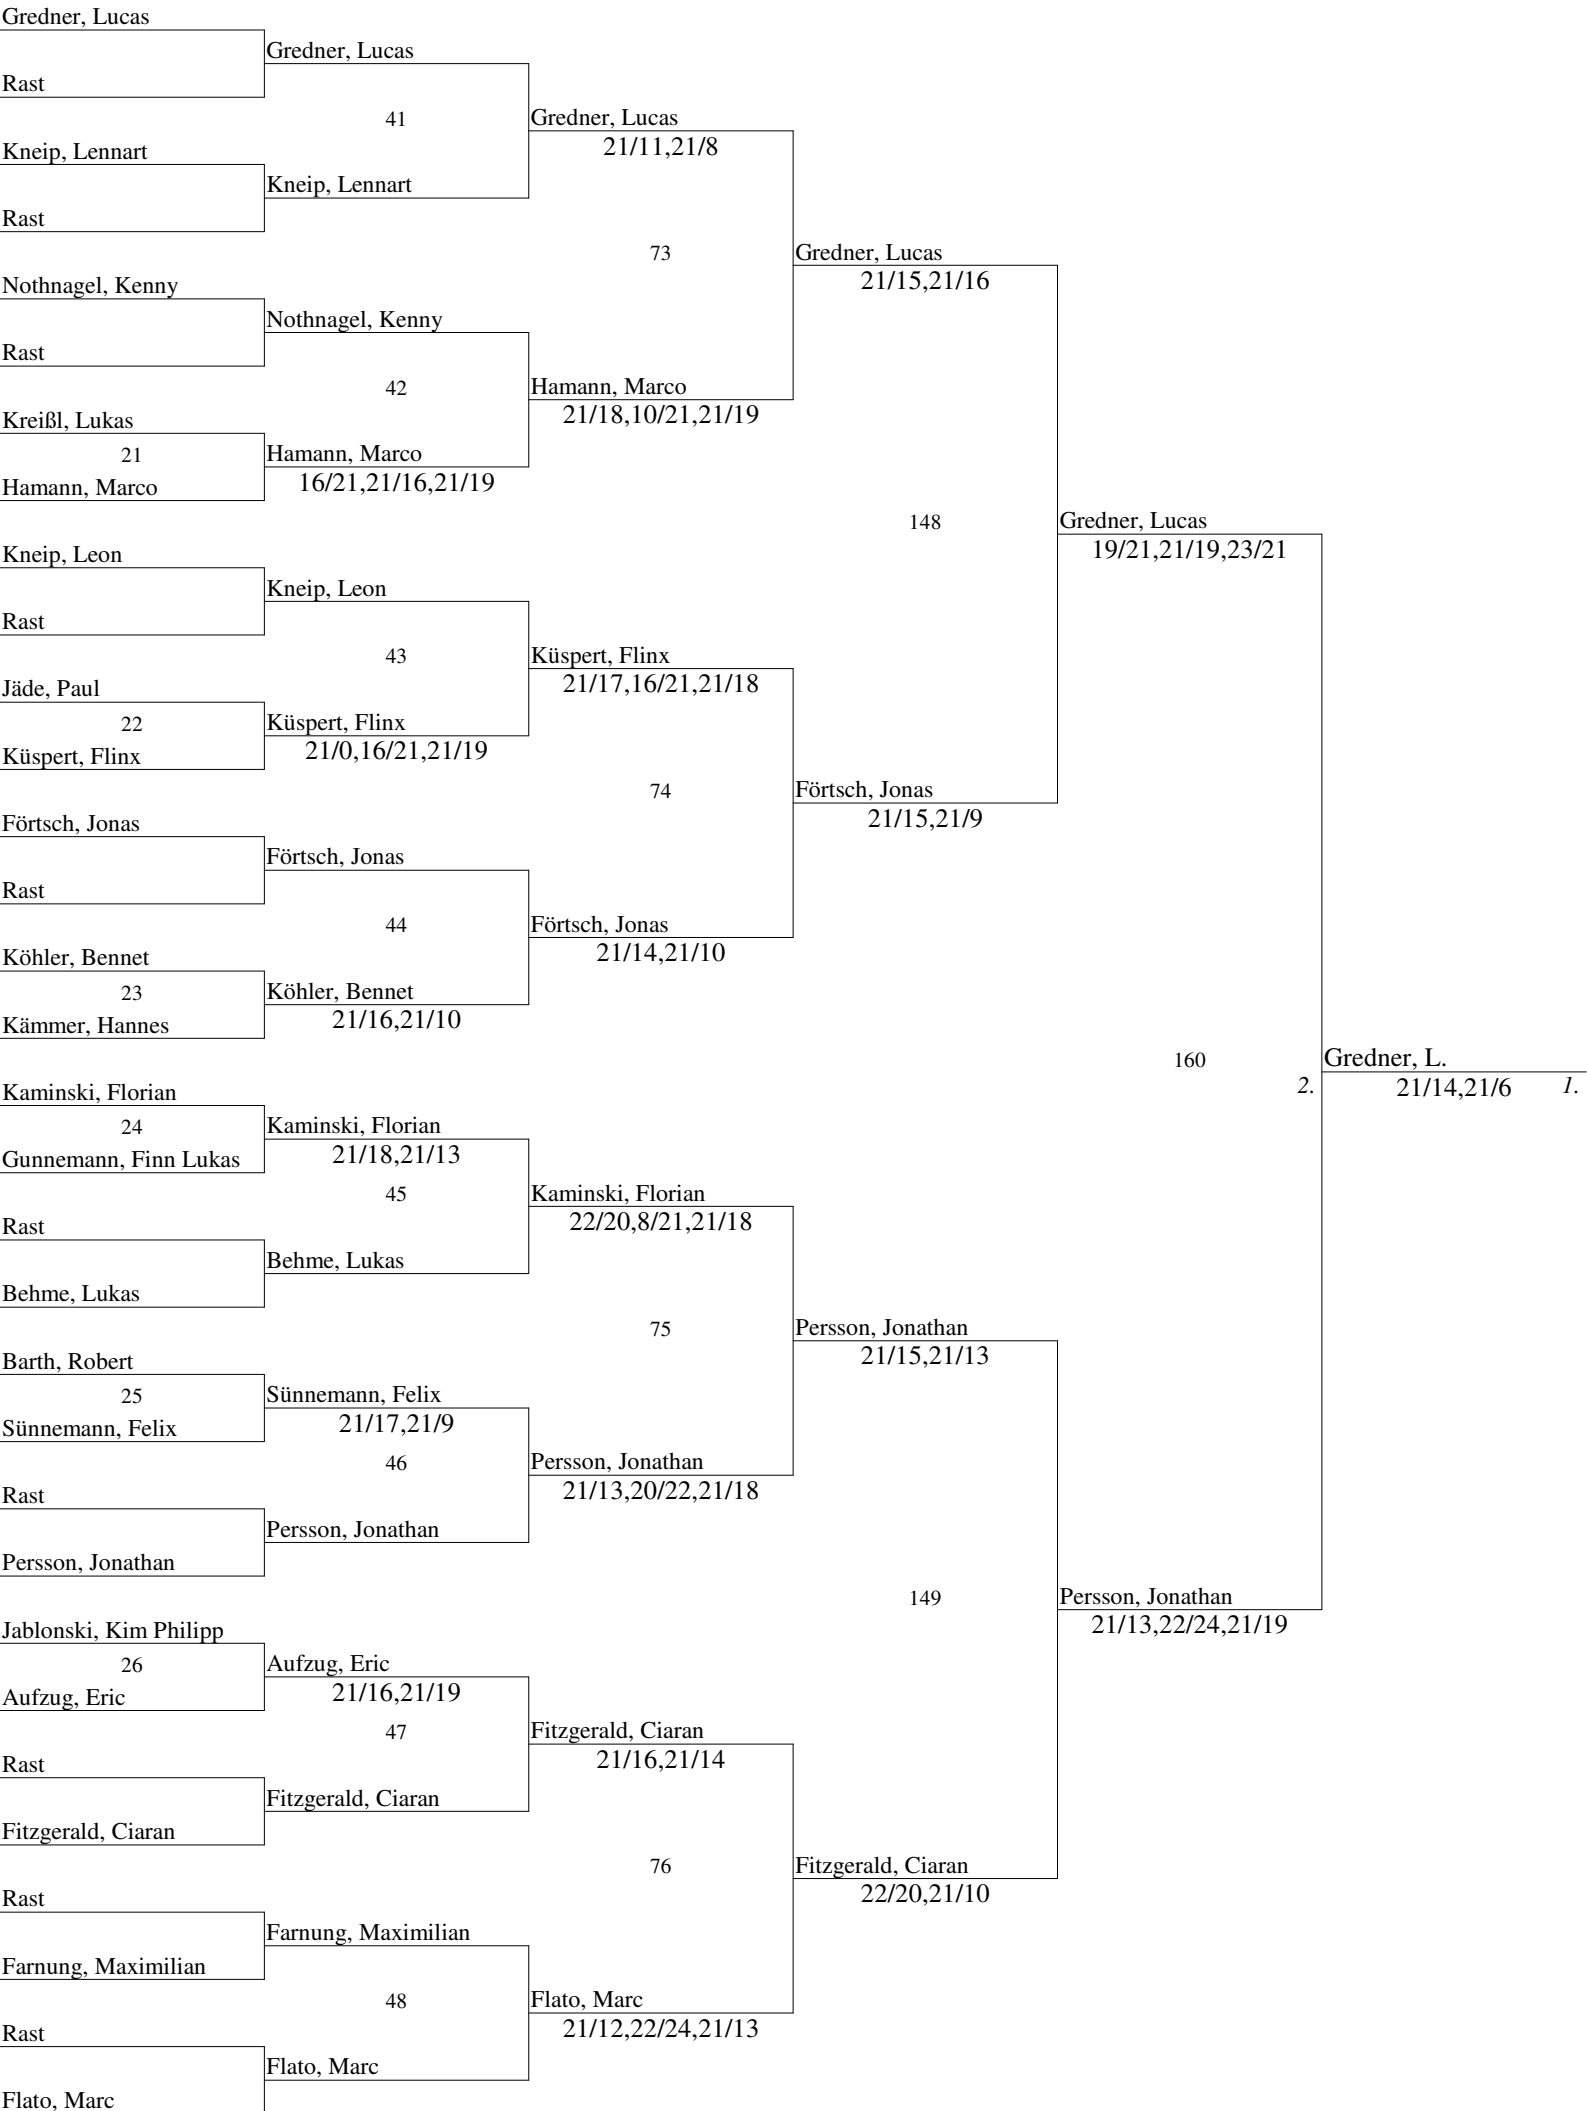 Gredner, Lucas
Gredner, Lucas
Rast
41
Gredner, Lucas
21/11,21/8
Kneip, Lennart
Kneip, Lennart
Rast
73
Gredner, Lucas
21/15,21/16
Nothnagel, Kenny
Nothnagel, Kenny
Rast
42
Hamann, Marco
21/18,10/21,21/19
Kreißl, Lukas
21
Hamann, Marco
16/21,21/16,21/19
Hamann, Marco
148
Gredner, Lucas
19/21,21/19,23/21
Kneip, Leon
Kneip, Leon
Rast
43
Küspert, Flinx
21/17,16/21,21/18
Jäde, Paul
22
Küspert, Flinx
21/0,16/21,21/19
Küspert, Flinx
74
Förtsch, Jonas
21/15,21/9
Förtsch, Jonas
Förtsch, Jonas
Rast
44
Förtsch, Jonas
21/14,21/10
Köhler, Bennet
23
Köhler, Bennet
21/16,21/10
Kämmer, Hannes
160
Gredner, L.
2.
21/14,21/6
1.
Kaminski, Florian
24
Kaminski, Florian
21/18,21/13
Gunnemann, Finn Lukas
45
Kaminski, Florian
22/20,8/21,21/18
Rast
Behme, Lukas
Behme, Lukas
75
Persson, Jonathan
21/15,21/13
Barth, Robert
25
Sünnemann, Felix
21/17,21/9
Sünnemann, Felix
46
Persson, Jonathan
21/13,20/22,21/18
Rast
Persson, Jonathan
Persson, Jonathan
149
Persson, Jonathan
21/13,22/24,21/19
Jablonski, Kim Philipp
26
Aufzug, Eric
21/16,21/19
Aufzug, Eric
47
Fitzgerald, Ciaran
21/16,21/14
Rast
Fitzgerald, Ciaran
Fitzgerald, Ciaran
76
Fitzgerald, Ciaran
22/20,21/10
Rast
Farnung, Maximilian
Farnung, Maximilian
48
Flato, Marc
21/12,22/24,21/13
Rast
Flato, Marc
Flato, Marc